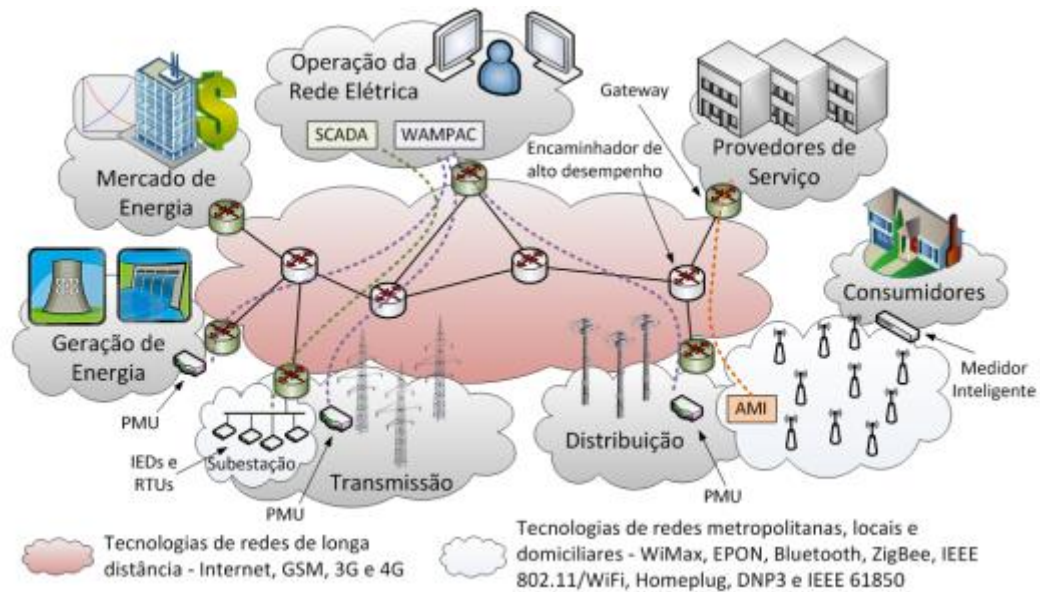 Operação da
Rede Elétrica
SCADA
WAMPAC
Gateway
Encaminhador de
alto desempenho
Provedores de
Serviço
Mercado de
Energia
$
Consumidores
Geração de
Energia
PMU
Medidor
Inteligente
AMI
IEDs e
RTUs
Subestação
PMU
Transmissão
Distribuição
PMU
Tecnologias de redes de longa
distância - Internet, GSM, 3G e 4G
Tecnologias de redes metropolitanas, locais e
domiciliares - WiMax, EPON, Bluetooth, ZigBee, IEEE
802.11/WiFi, Homeplug, DNP3 e IEEE 61850